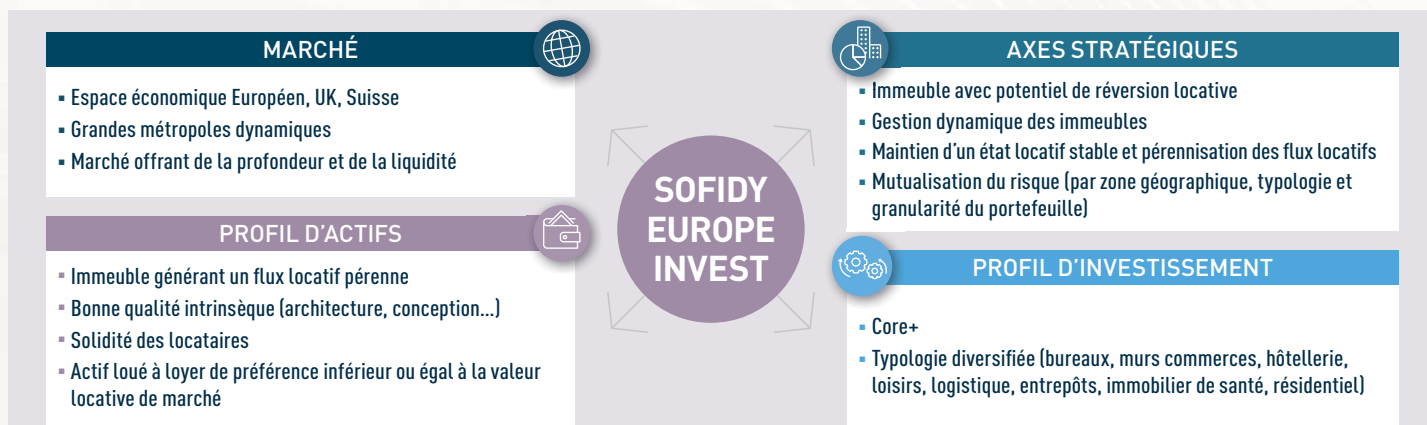 MARCHÉ
▪ Espace économique Européen, UK, Suisse
▪ Grandes métropoles dynamiques
▪ Marché offrant de la profondeur et de la liquidité
PROFIL D’ACTIFS
▪ Immeuble générant un flux locatif pérenne
▪ Bonne qualité intrinsèque (architecture, conception...)
▪ Solidité des locataires
▪ Actif loué à loyer de préférence inférieur ou égal à la valeur
locative de marché
SOFIDY
EUROPE
INVEST
AXES STRATÉGIQUES
▪ Immeuble avec potentiel de réversion locative
▪ Gestion dynamique des immeubles
▪ Maintien d’un état locatif stable et pérennisation des flux locatifs
▪ Mutualisation du risque (par zone géographique, typologie et
granularité du portefeuille)
PROFIL D’INVESTISSEMENT
▪ Core+
▪ Typologie diversifiée (bureaux, murs commerces, hôtellerie,
loisirs, logistique, entrepôts, immobilier de santé, résidentiel)